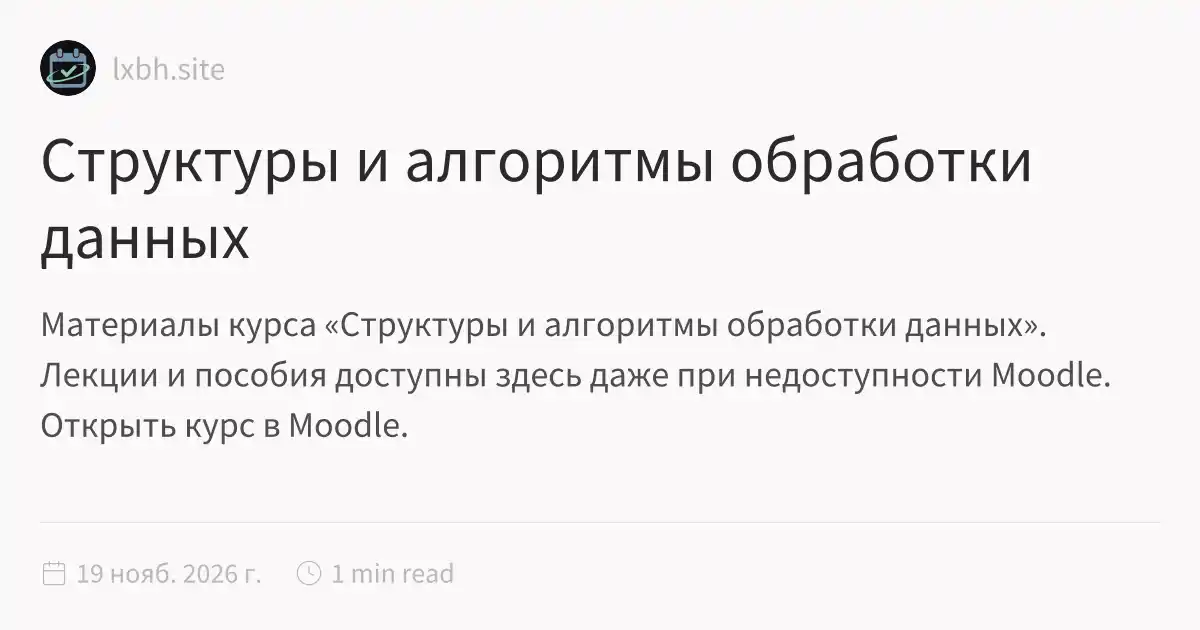 lxbh.site
Структуры и алгоритмы обработки
данных
Материалы курса «Структуры и алгоритмы обработки данных».
Лекции и пособия доступны здесь даже при недоступности Moodle.
Открыть курс в Moodle.
19 нояб. 2026 г. 1 min read